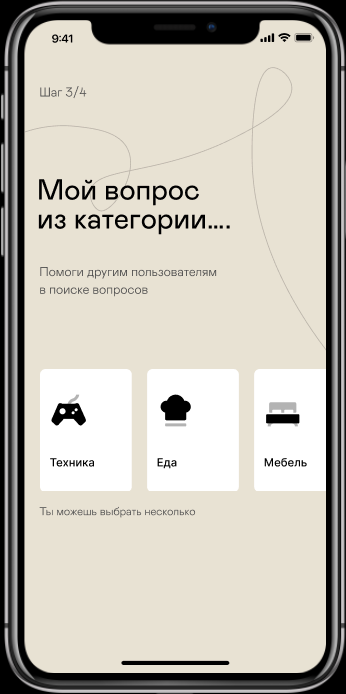 9:41
Шаг 3/4
Мой вопрос
из категории....
Помоги другим пользователям
в поиске вопросов
Техника
Еда
Мебель
Ты можешь выбрать несколько